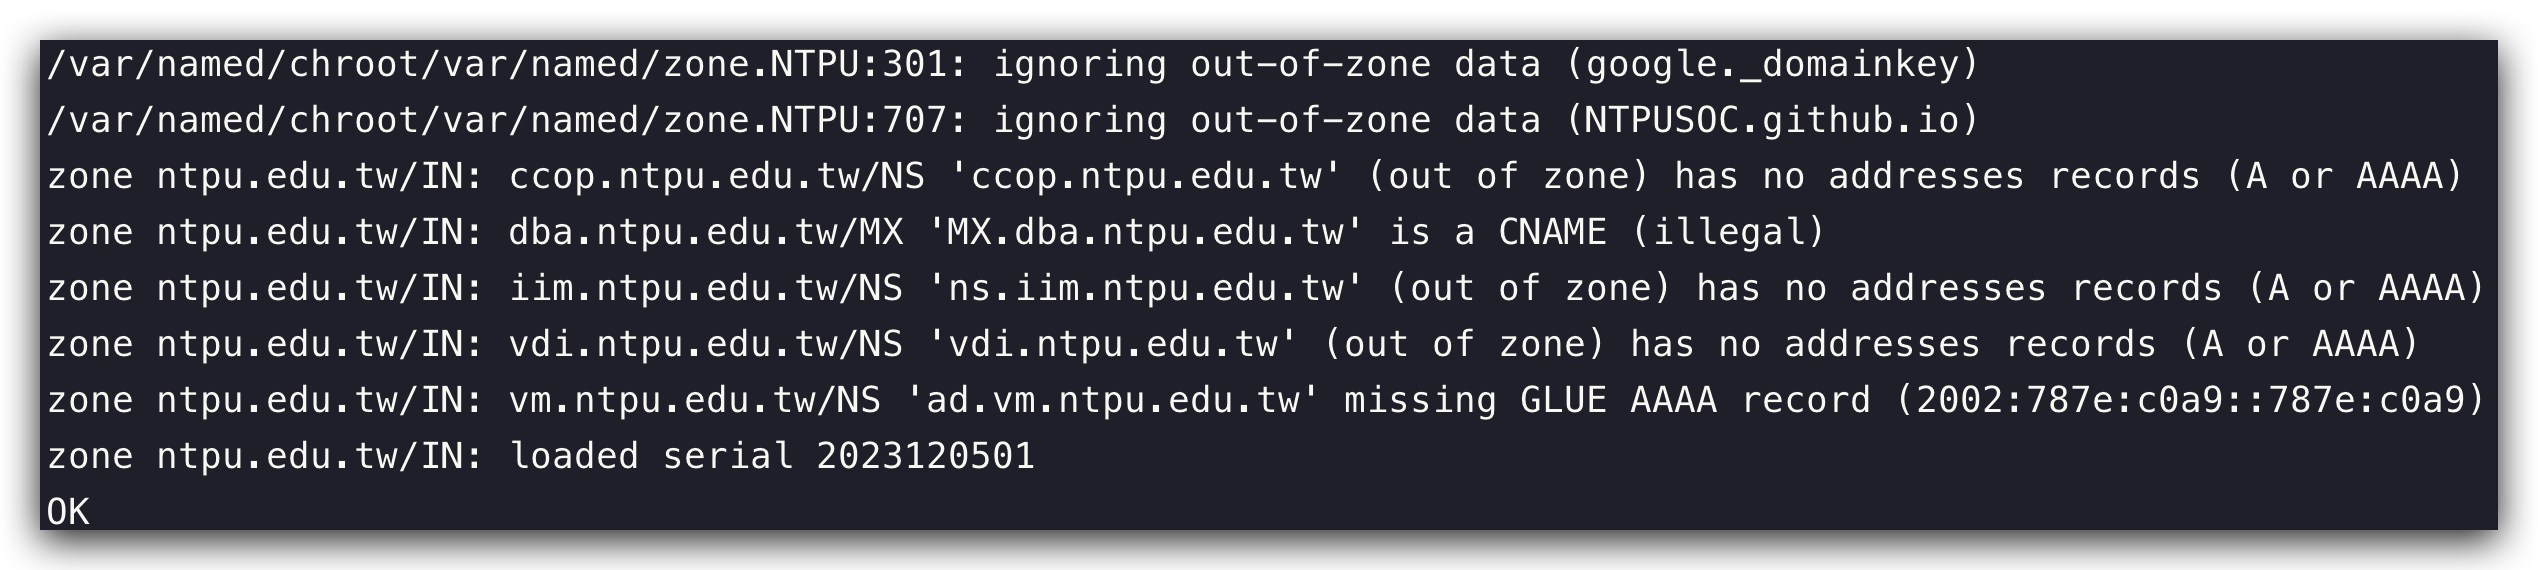 /var/named/chroot/var/named/zone.NTPU:301: ignoring out-of-zone data (google._domainkey)
/var/named/chroot/var/named/zone.NTPU:707: ignoring out-of-zone data (NTPUSOC.github.io)
zone ntpu.edu.tw/IN: ccop.ntpu.edu.tw/NS 'ccop.ntpu.edu.tw' (out of zone) has no addresses records (A or AAAA)
zone ntpu.edu.tw/IN: dba.ntpu.edu.tw/MX 'MX.dba.ntpu.edu.tw' is a CNAME (illegal)
zone ntpu.edu.tw/IN: iim.ntpu.edu.tw/NS 'ns.iim.ntpu.edu.tw' (out of zone) has no addresses records (A or AAAA)
zone ntpu.edu.tw/IN: vdi.ntpu.edu.tw/NS 'vdi.ntpu.edu.tw' (out of zone) has no addresses records (A or AAAA)
zone ntpu.edu.tw/IN: vm.ntpu.edu.tw/NS 'ad.vm.ntpu.edu.tw' missing GLUE AAAA record (2002:787e:c0a9::787e:c0a9)
zone ntpu.edu.tw/IN: loaded serial 2023120501
OK